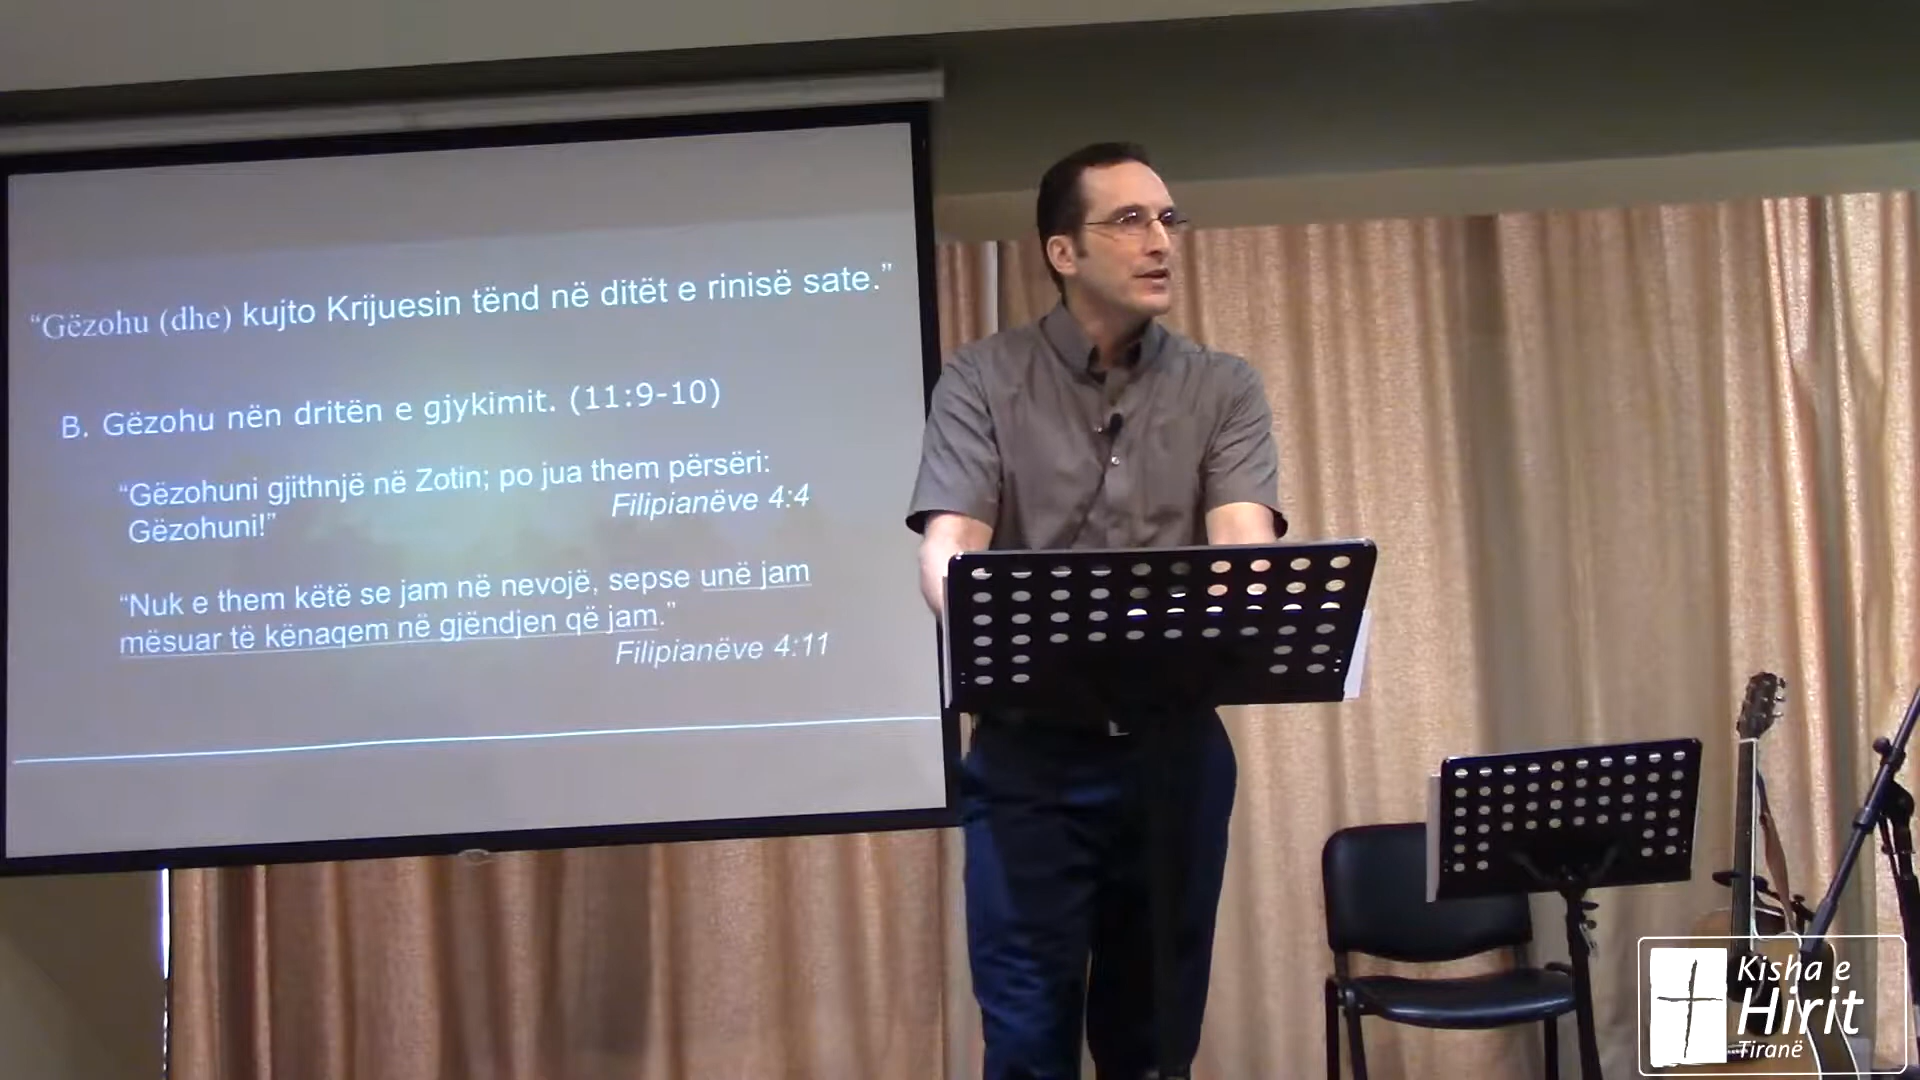 “Gëzohu (dhe) kujto Krijuesin tënd në ditët e rinisë sate.”
B. Gëzohu nën dritën e gjykimit. (11:9-10)
“Gëzohuni gjithnjë në Zotin; po jua them përsëri:
Gëzohuni!”
Filipianëve 4:4
“Nuk e them këtë se jam në nevojë, sepse unë jam
mësuar të kënaqem në gjëndjen që jam.”
Filipianëve 4:11
Kisha e
Hirit
Tiranë